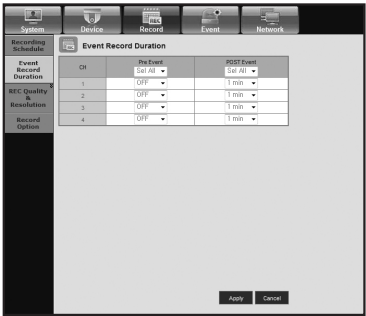 System Device Record Event Network
REC
Recording
Schedule
Event
Record
Duration
REC Quality
&
Resolution
Record
Option
Event Record Duration
CH Pre Event POST Event
Sel All Sel All
1 OFF 1 min
2 OFF 1 min
3 OFF 1 min
4 OFF 1 min
Apply Cancel